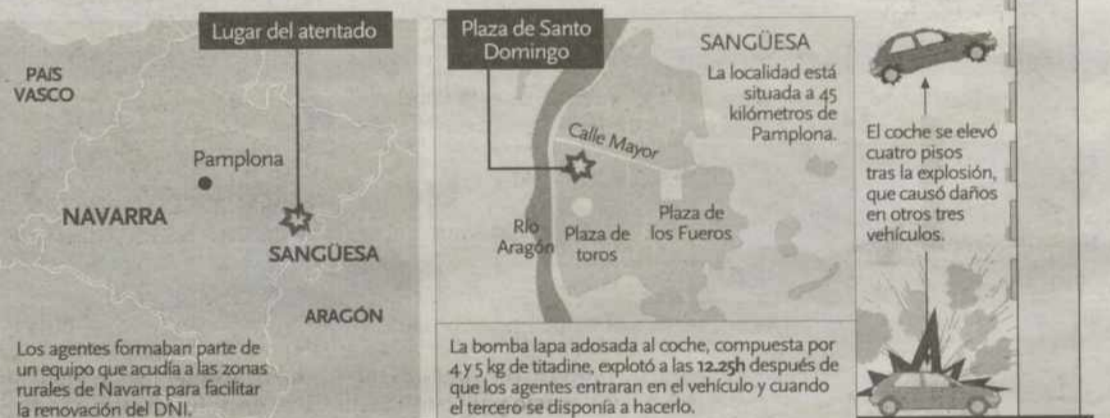 Lugar del atentado
PAÍS
VASCO
Pamplona
NAVARRA
SANGÜESA
ARAGÓN
Los agentes formaban parte de
un equipo que acudía a las zonas
rurales de Navarra para facilitar
la renovación del DNI.
Plaza de Santo
Domingo
SANGÜESA
La localidad está
situada a 45
kilómetros de
Pamplona.
Calle Mayor
Río
Aragón
Plaza de
toros
Plaza de
los Fueros
La bomba lapa adosada al coche, compuesta por
4 y 5 kg de titadine, explotó a las 12.25h después de
que los agentes entraran en el vehículo y cuando
el tercero se disponía a hacerlo.
El coche se elevó
cuatro pisos
tras la explosión,
que causó daños
en otros tres
vehículos.